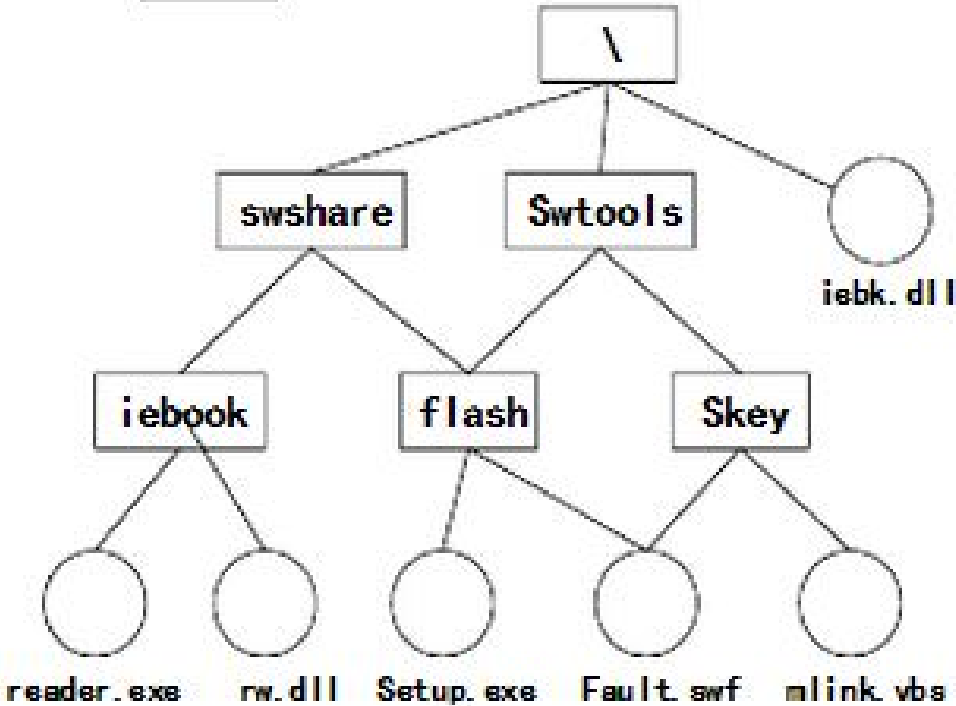 \
swshare
Swtools
iebk.dll
iebook
flash
Skey
reader.exe
rw.dll
Setup.exe
Fault.swf
mlink.vbs